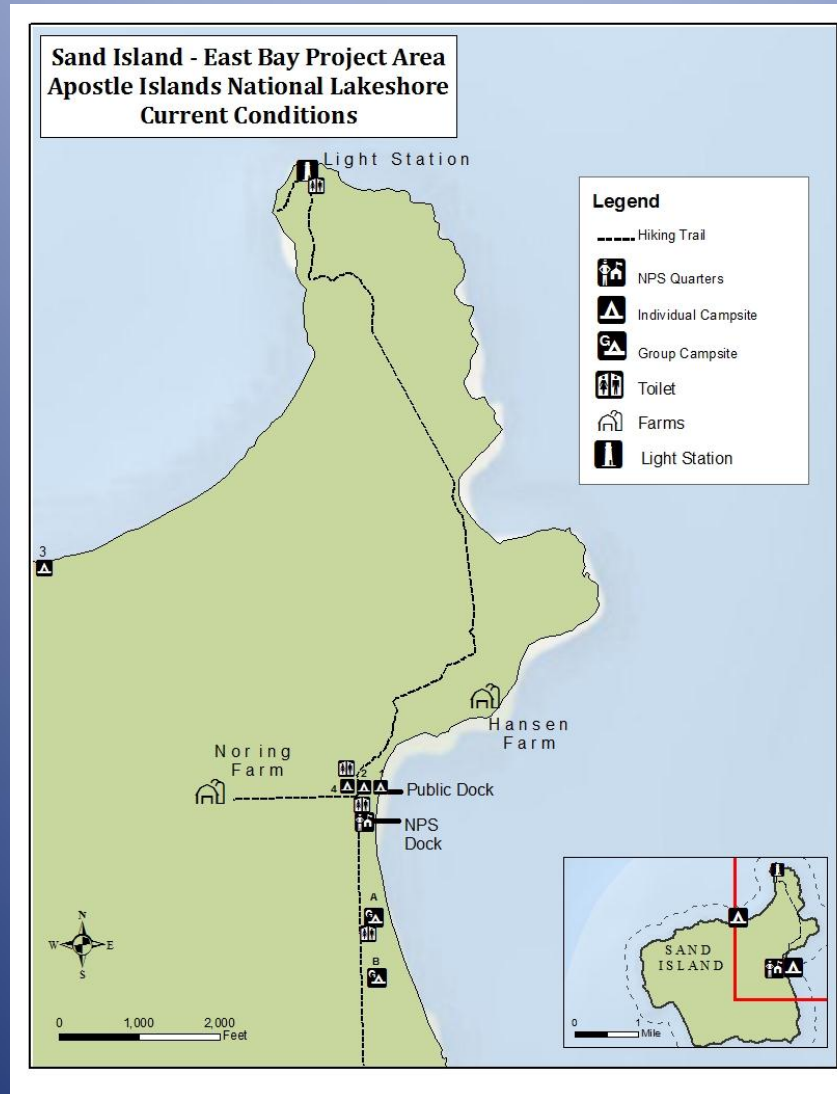 Sand Island - East Bay Project Area
Apostle Islands National Lakeshore
Current Conditions
Light Station
Legend
Hiking Trail
NPS Quarters
Individual Campsite
G
Group Campsite
Toilet
Farms
Light Station
3
Hansen
Farm
Noring
Farm
4 2 1
Public Dock
NPS
Dock
A
G
B
G
N
W E
S
0 1,000 2,000
Feet
SAND
ISLAND
0 1
Mile